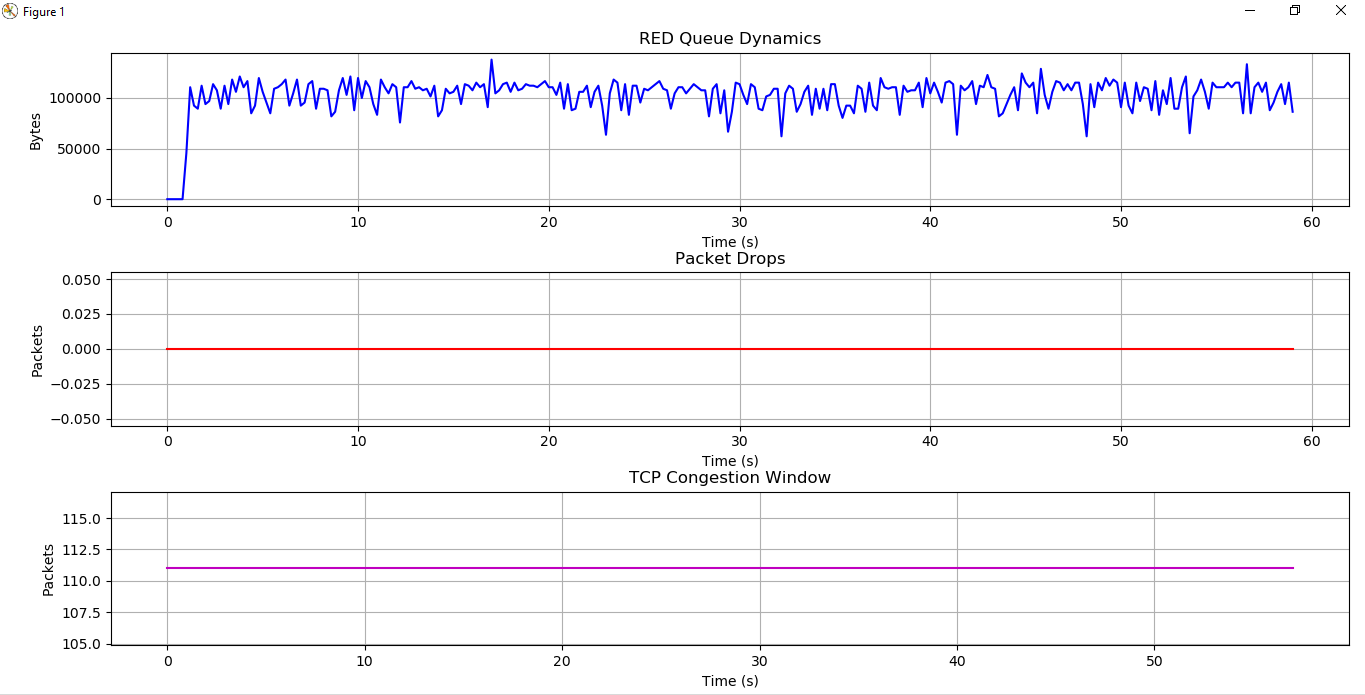 Figure 1
RED Queue Dynamics
Bytes
100000
50000
0
0 10 20 30 40 50 60
Time (s)
Packet Drops
Packets
0.050
0.025
0.000
−0.025
−0.050
0 10 20 30 40 50 60
Time (s)
TCP Congestion Window
Packets
115.0
112.5
110.0
107.5
105.0
0 10 20 30 40 50
Time (s)